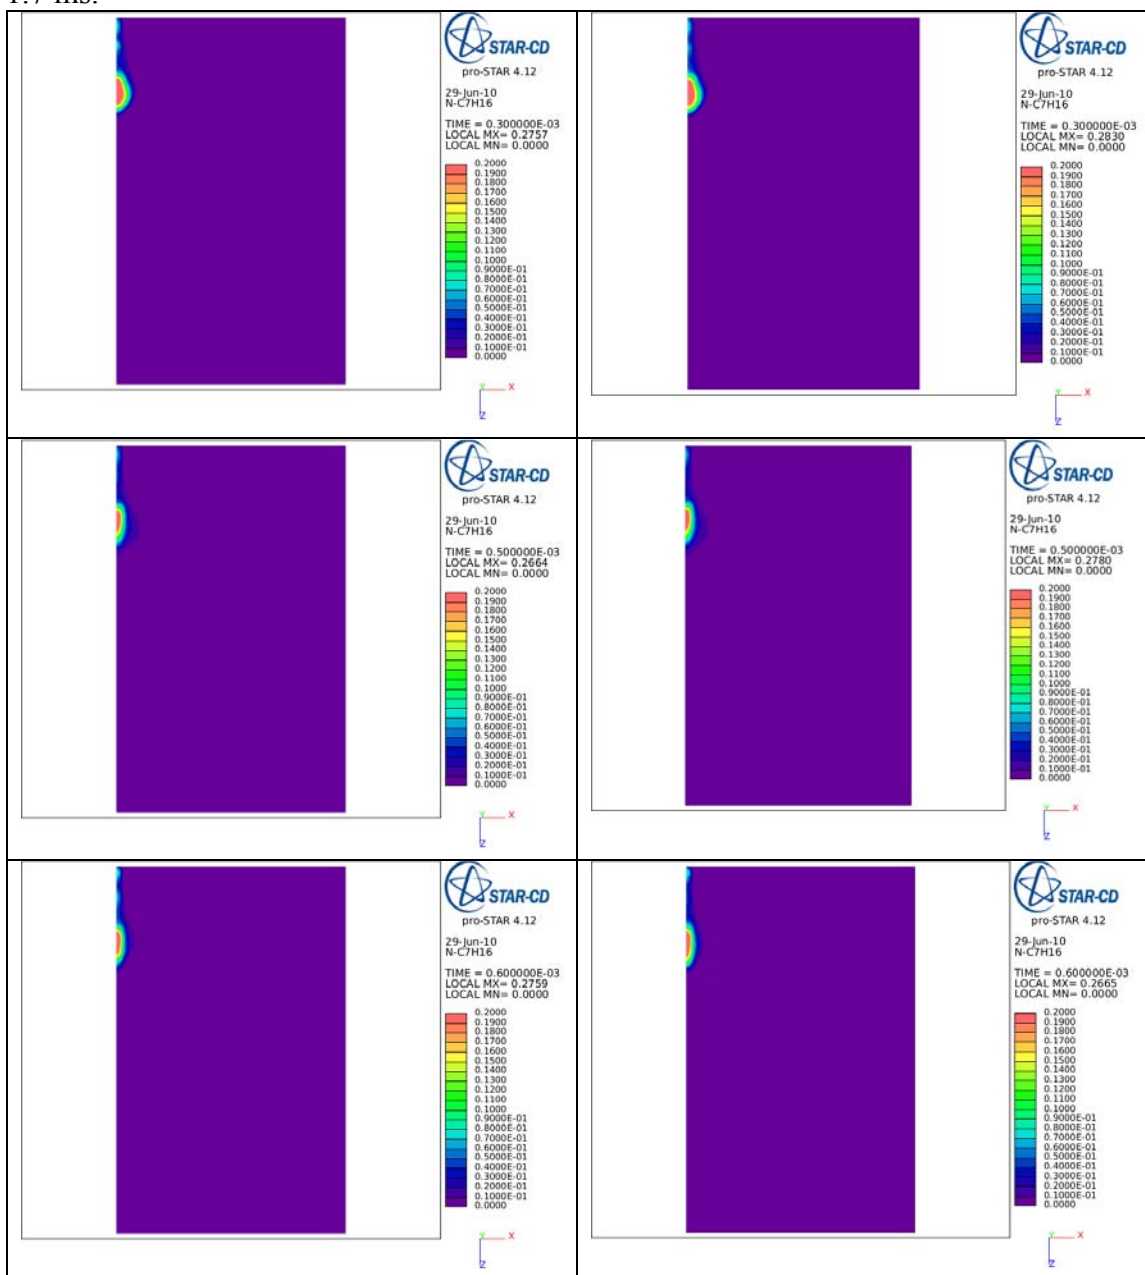 1.7 ms.
STAR-CD
pro-STAR 4.12
29-Jun-10
N-C7H16
TIME = 0.300000E-03
LOCAL MX= 0.2757
LOCAL MN= 0.0000
0.2000
0.1900
0.1800
0.1700
0.1600
0.1500
0.1400
0.1300
0.1200
0.1100
0.1000
0.9000E-01
0.8000E-01
0.7000E-01
0.6000E-01
0.5000E-01
0.4000E-01
0.3000E-01
0.2000E-01
0.1000E-01
0.0000
Y X
Z
STAR-CD
pro-STAR 4.12
29-Jun-10
N-C7H16
TIME = 0.300000E-03
LOCAL MX= 0.2830
LOCAL MN= 0.0000
0.2000
0.1900
0.1800
0.1700
0.1600
0.1500
0.1400
0.1300
0.1200
0.1100
0.1000
0.9000E-01
0.8000E-01
0.7000E-01
0.6000E-01
0.5000E-01
0.4000E-01
0.3000E-01
0.2000E-01
0.1000E-01
0.0000
Y X
Z
STAR-CD
pro-STAR 4.12
29-Jun-10
N-C7H16
TIME = 0.500000E-03
LOCAL MX= 0.2664
LOCAL MN= 0.0000
0.2000
0.1900
0.1800
0.1700
0.1600
0.1500
0.1400
0.1300
0.1200
0.1100
0.1000
0.9000E-01
0.8000E-01
0.7000E-01
0.6000E-01
0.5000E-01
0.4000E-01
0.3000E-01
0.2000E-01
0.1000E-01
0.0000
Y X
Z
STAR-CD
pro-STAR 4.12
29-Jun-10
N-C7H16
TIME = 0.500000E-03
LOCAL MX= 0.2780
LOCAL MN= 0.0000
0.2000
0.1900
0.1800
0.1700
0.1600
0.1500
0.1400
0.1300
0.1200
0.1100
0.1000
0.9000E-01
0.8000E-01
0.7000E-01
0.6000E-01
0.5000E-01
0.4000E-01
0.3000E-01
0.2000E-01
0.1000E-01
0.0000
Y X
Z
STAR-CD
pro-STAR 4.12
29-Jun-10
N-C7H16
TIME = 0.600000E-03
LOCAL MX= 0.2759
LOCAL MN= 0.0000
0.2000
0.1900
0.1800
0.1700
0.1600
0.1500
0.1400
0.1300
0.1200
0.1100
0.1000
0.9000E-01
0.8000E-01
0.7000E-01
0.6000E-01
0.5000E-01
0.4000E-01
0.3000E-01
0.2000E-01
0.1000E-01
0.0000
Y X
Z
STAR-CD
pro-STAR 4.12
29-Jun-10
N-C7H16
TIME = 0.600000E-03
LOCAL MX= 0.2665
LOCAL MN= 0.0000
0.2000
0.1900
0.1800
0.1700
0.1600
0.1500
0.1400
0.1300
0.1200
0.1100
0.1000
0.9000E-01
0.8000E-01
0.7000E-01
0.6000E-01
0.5000E-01
0.4000E-01
0.3000E-01
0.2000E-01
0.1000E-01
0.0000
Y X
Z